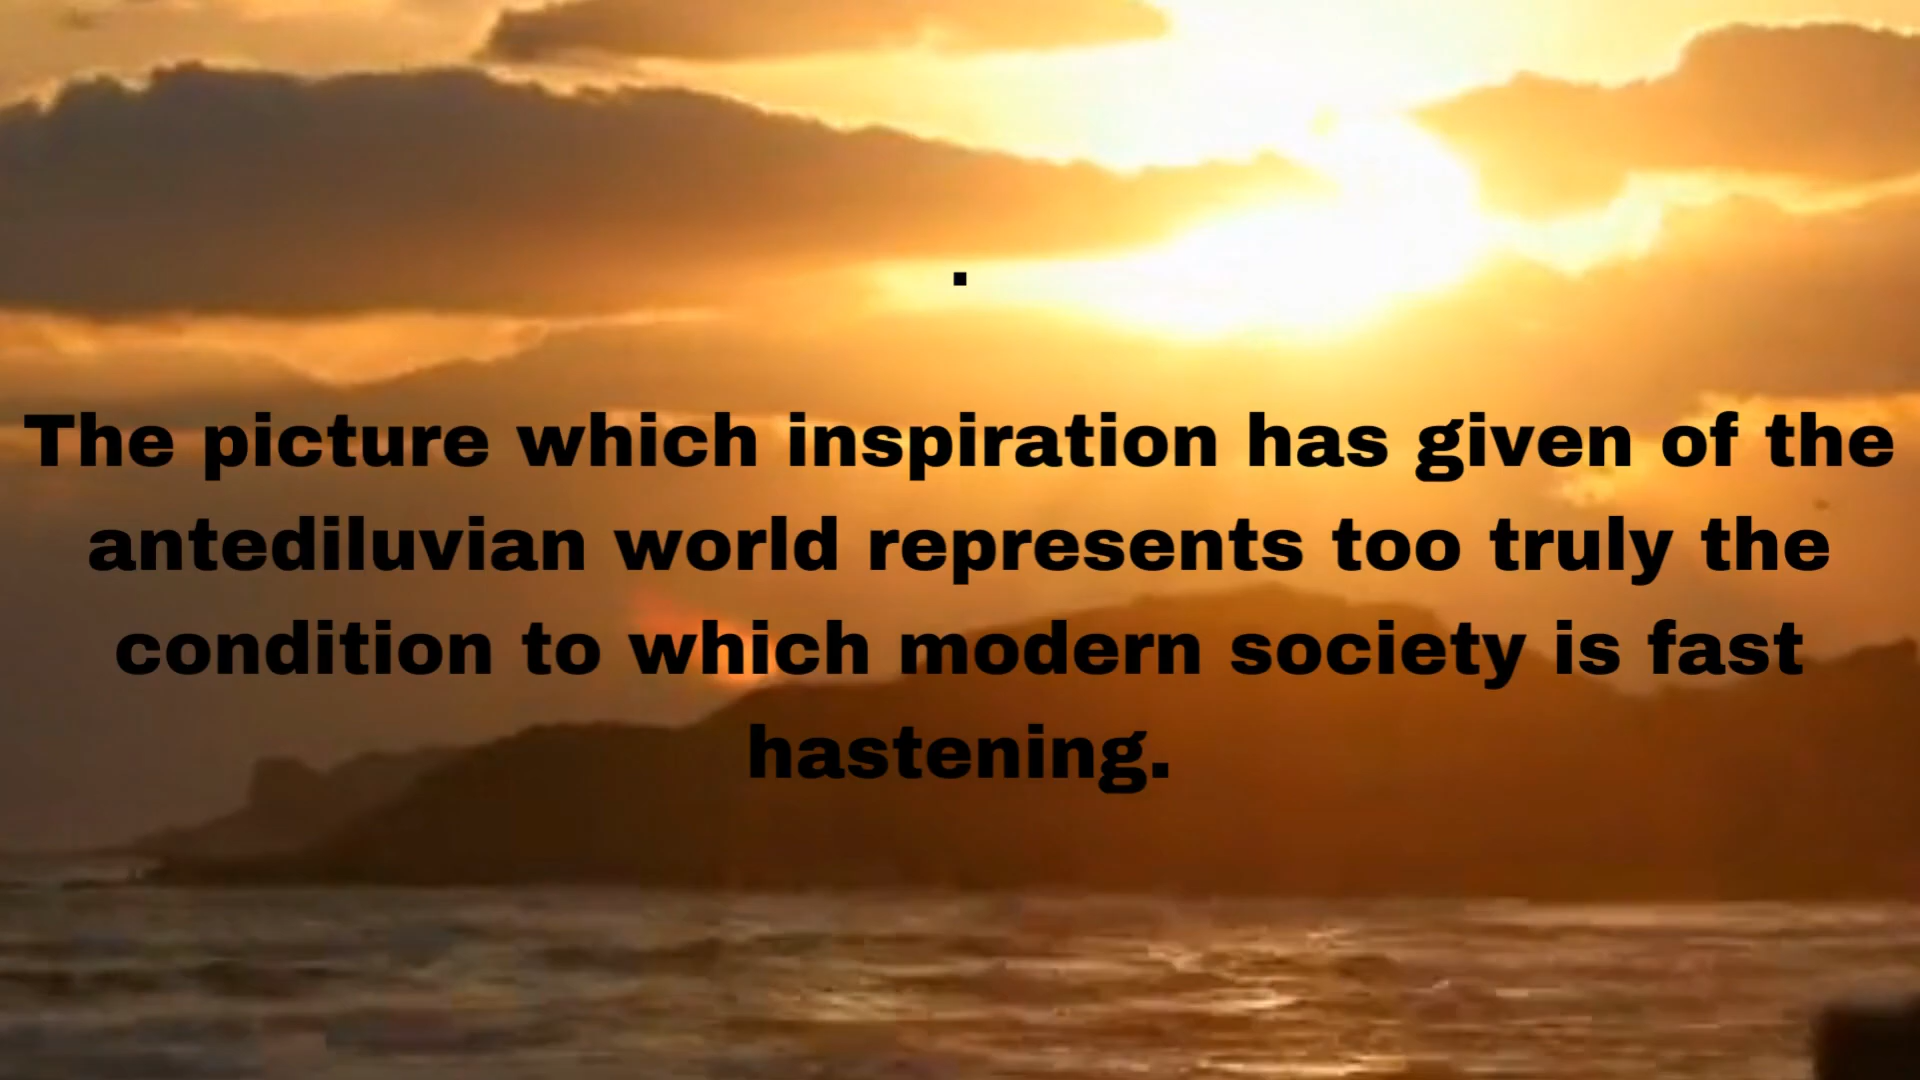 .
The picture which inspiration has given of the
antediluvian world represents too truly the
condition to which modern society is fast
hastening.